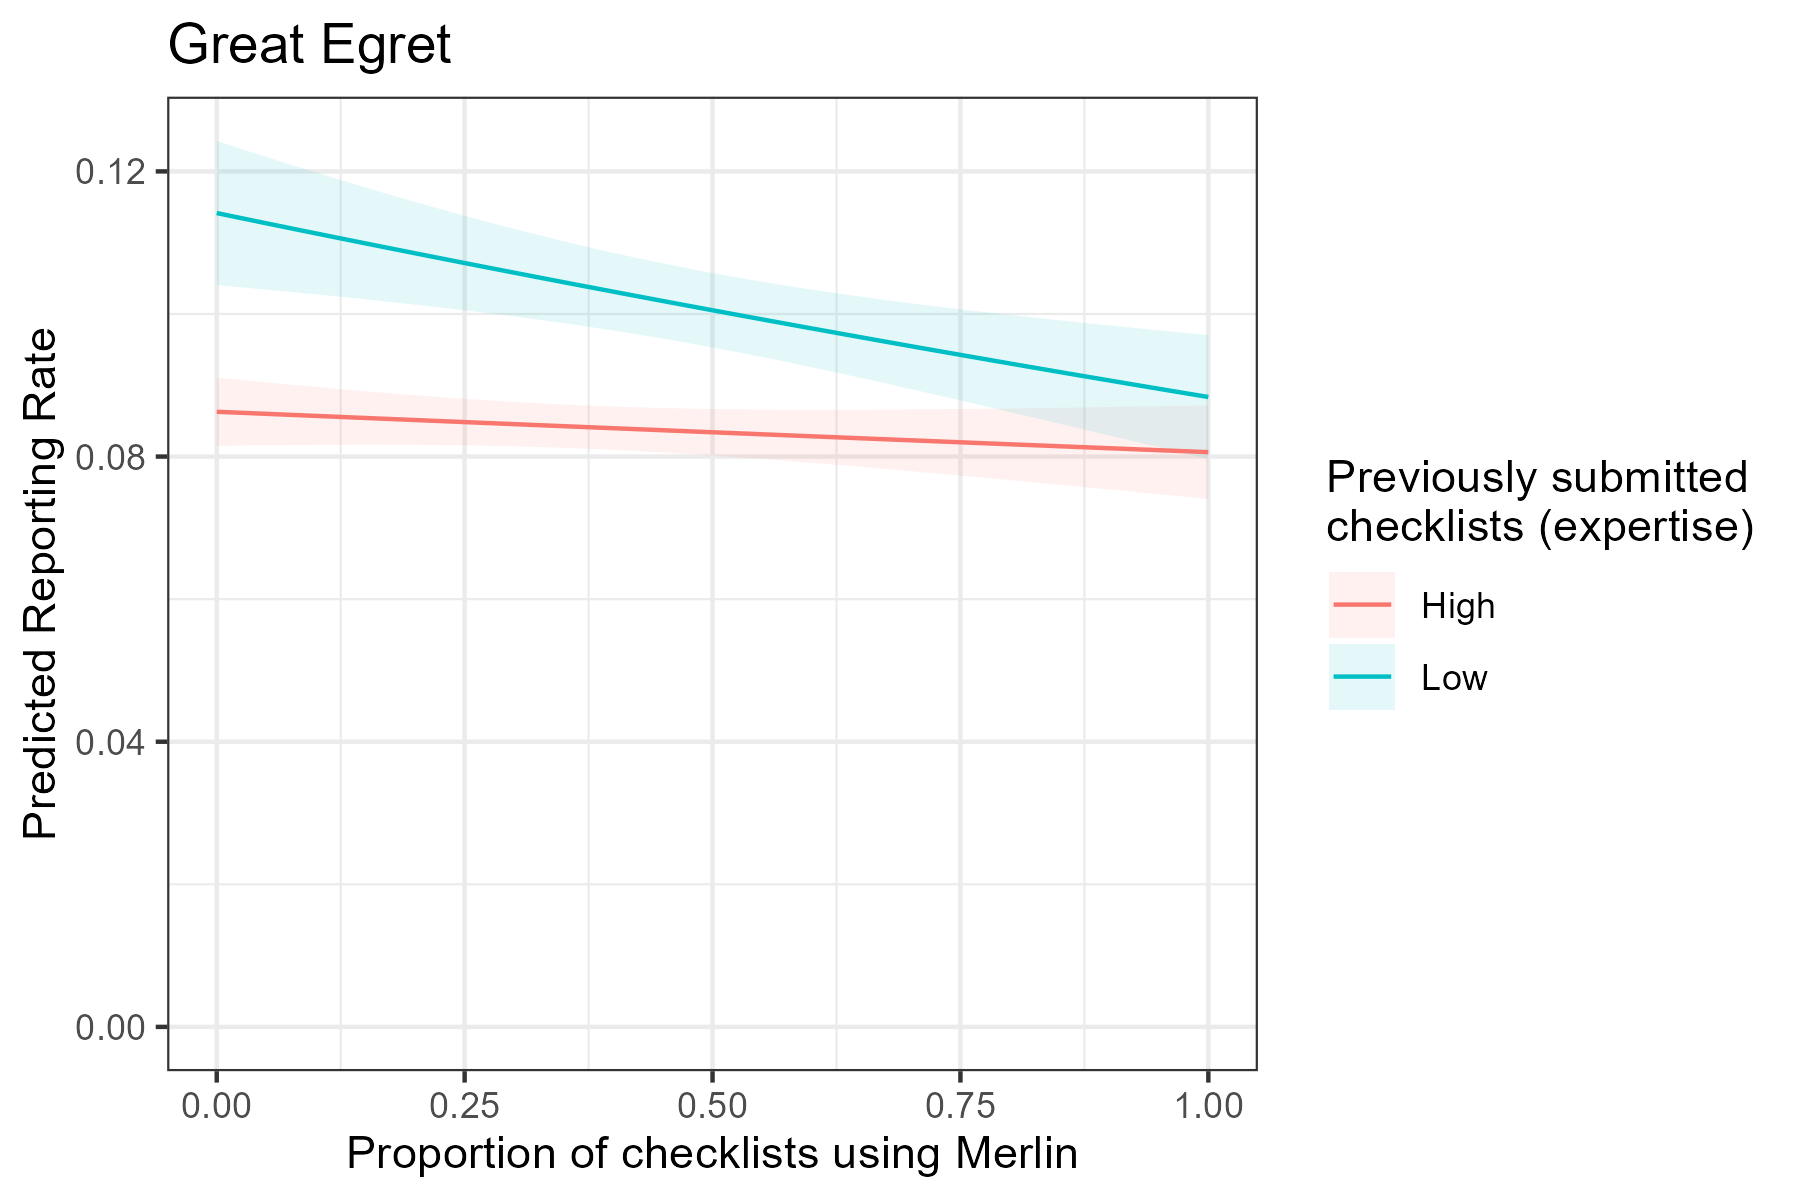 Great Egret
Predicted Reporting Rate
0.12
0.08
0.04
0.00
0.00 0.25 0.50 0.75 1.00
Proportion of checklists using Merlin
Previously submitted
checklists (expertise)
High
Low